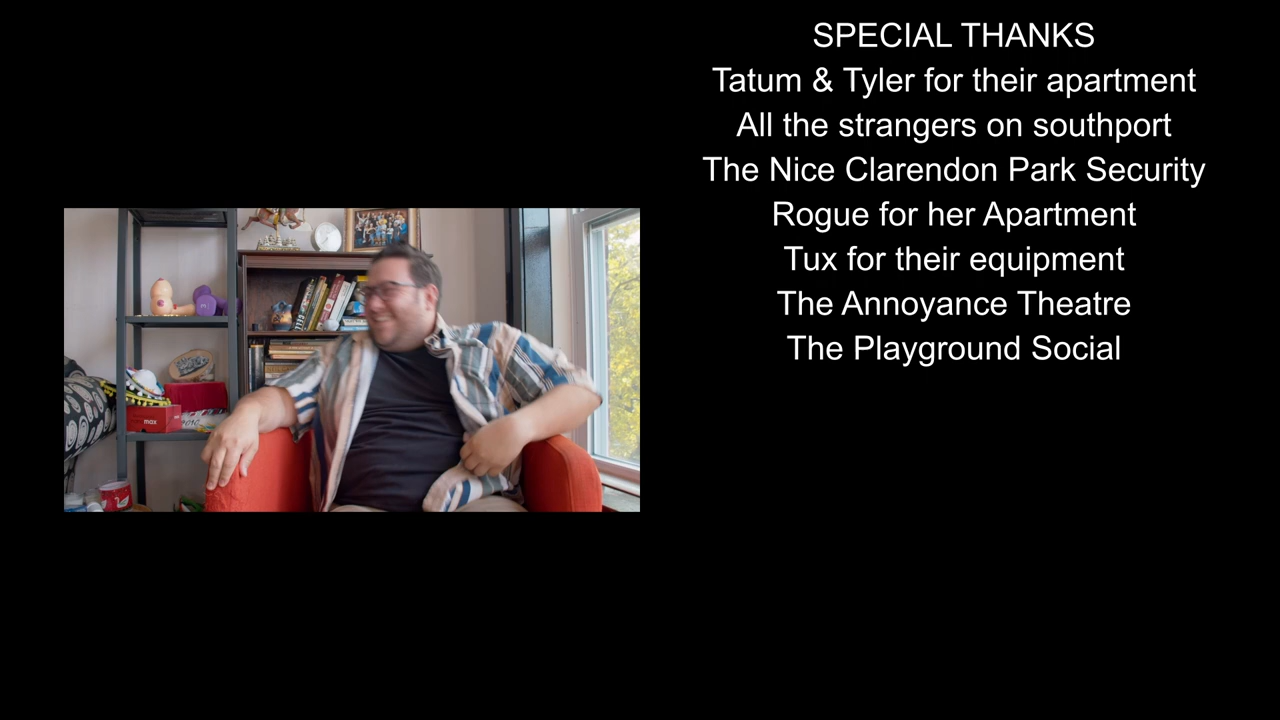 SPECIAL THANKS
Tatum & Tyler for their apartment
All the strangers on southport
The Nice Clarendon Park Security
Rogue for her Apartment
Tux for their equipment
The Annoyance Theatre
The Playground Social
max